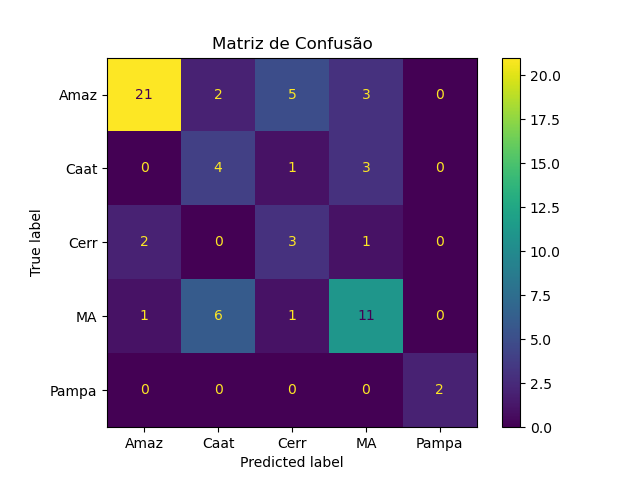 Matriz de Confusão
Amaz 21 2 5 3 0
Caat 0 4 1 3 0
Cerr 2 0 3 1 0
MA 1 6 1 11 0
Pampa 0 0 0 0 2
Amaz Caat Cerr MA Pampa
Predicted label
True label
20.0
17.5
15.0
12.5
10.0
7.5
5.0
2.5
0.0